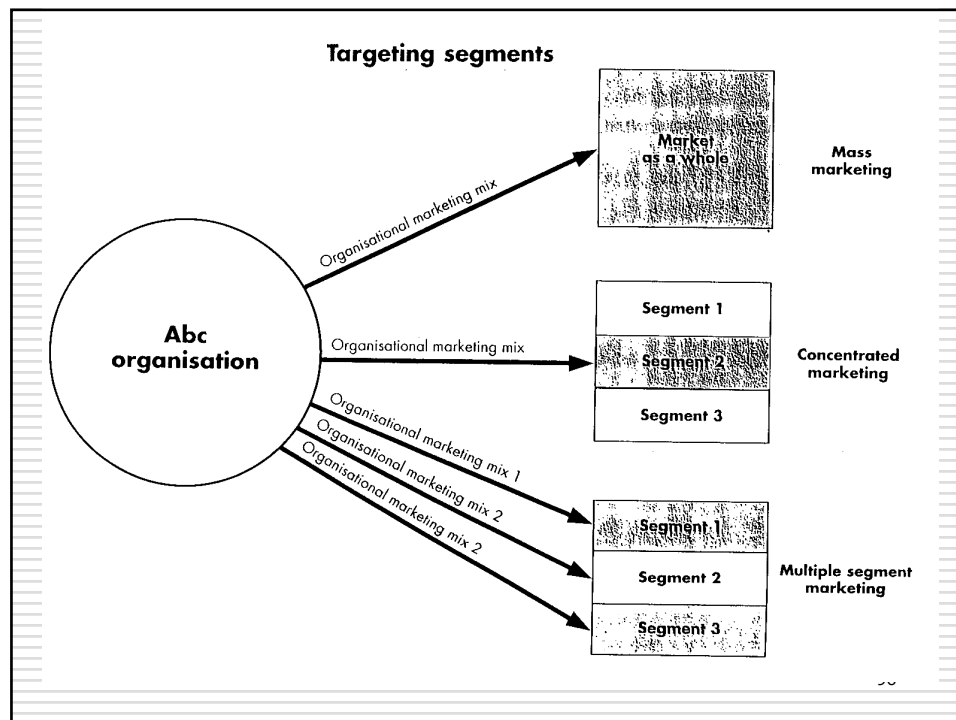 Targeting segments
Market
as a whole
Mass
marketing
Organisational marketing mix
Abc
organisation
Organisational marketing mix
Segment 1
Segment 2
Segment 3
Concentrated
marketing
Organisational marketing mix 1
Organisational marketing mix 2
Organisational marketing mix 2
Segment 1
Segment 2
Segment 3
Multiple segment
marketing